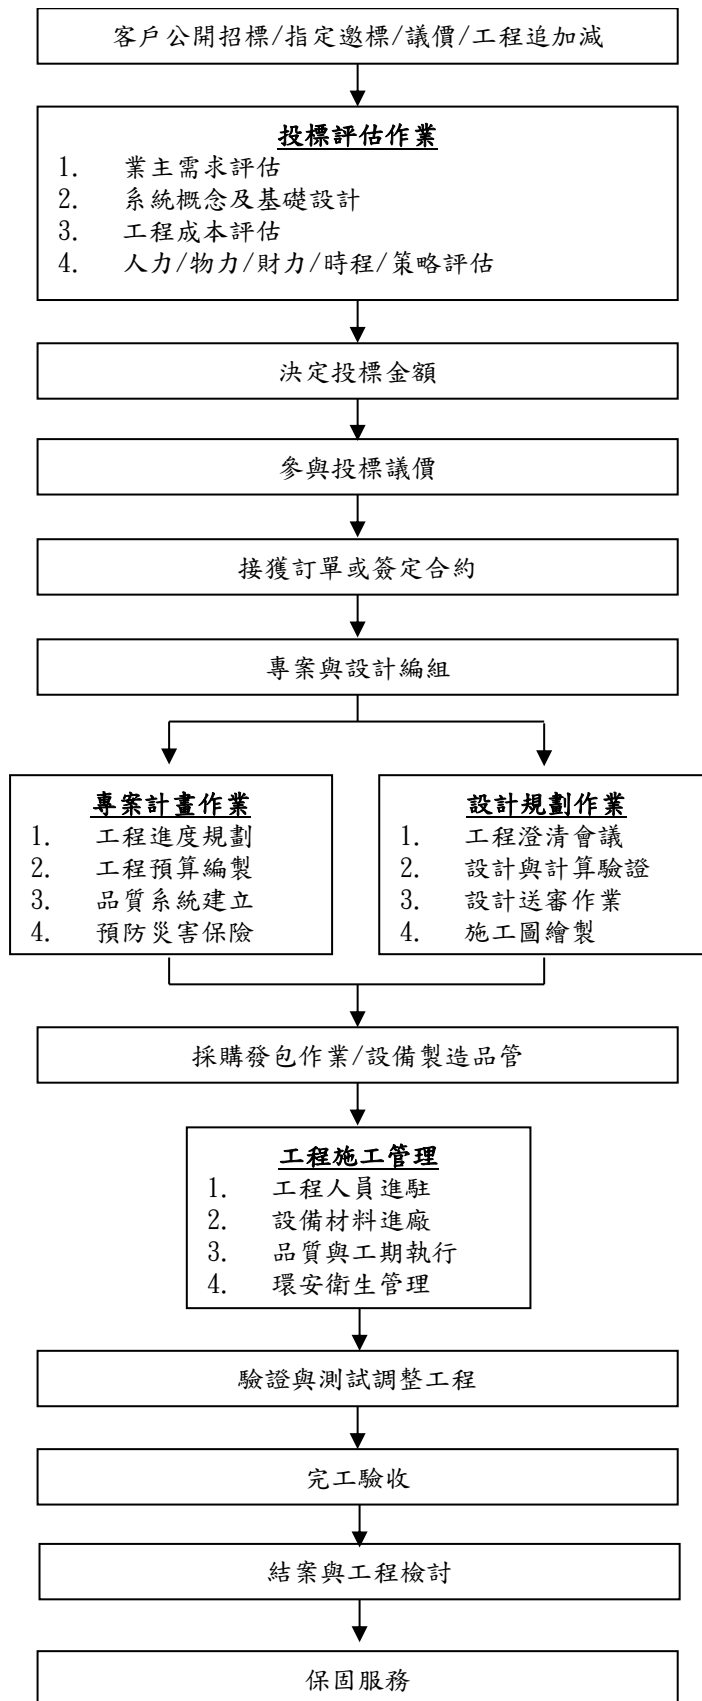 客戶公開招標/指定邀標/議價/工程追加減
投標評估作業
1. 業主需求評估
2. 系統概念及基礎設計
3. 工程成本評估
4. 人力/物力/財力/時程/策略評估
決定投標金額
參與投標議價
接獲訂單或簽定合約
專案與設計編組
專案計畫作業
1. 工程進度規劃
2. 工程預算編製
3. 品質系統建立
4. 預防災害保險
設計規劃作業
1. 工程澄清會議
2. 設計與計算驗證
3. 設計送審作業
4. 施工圖繪製
採購發包作業/設備製造品管
工程施工管理
1. 工程人員進駐
2. 設備材料進廠
3. 品質與工期執行
4. 環安衛生管理
驗證與測試調整工程
完工驗收
結案與工程檢討
保固服務